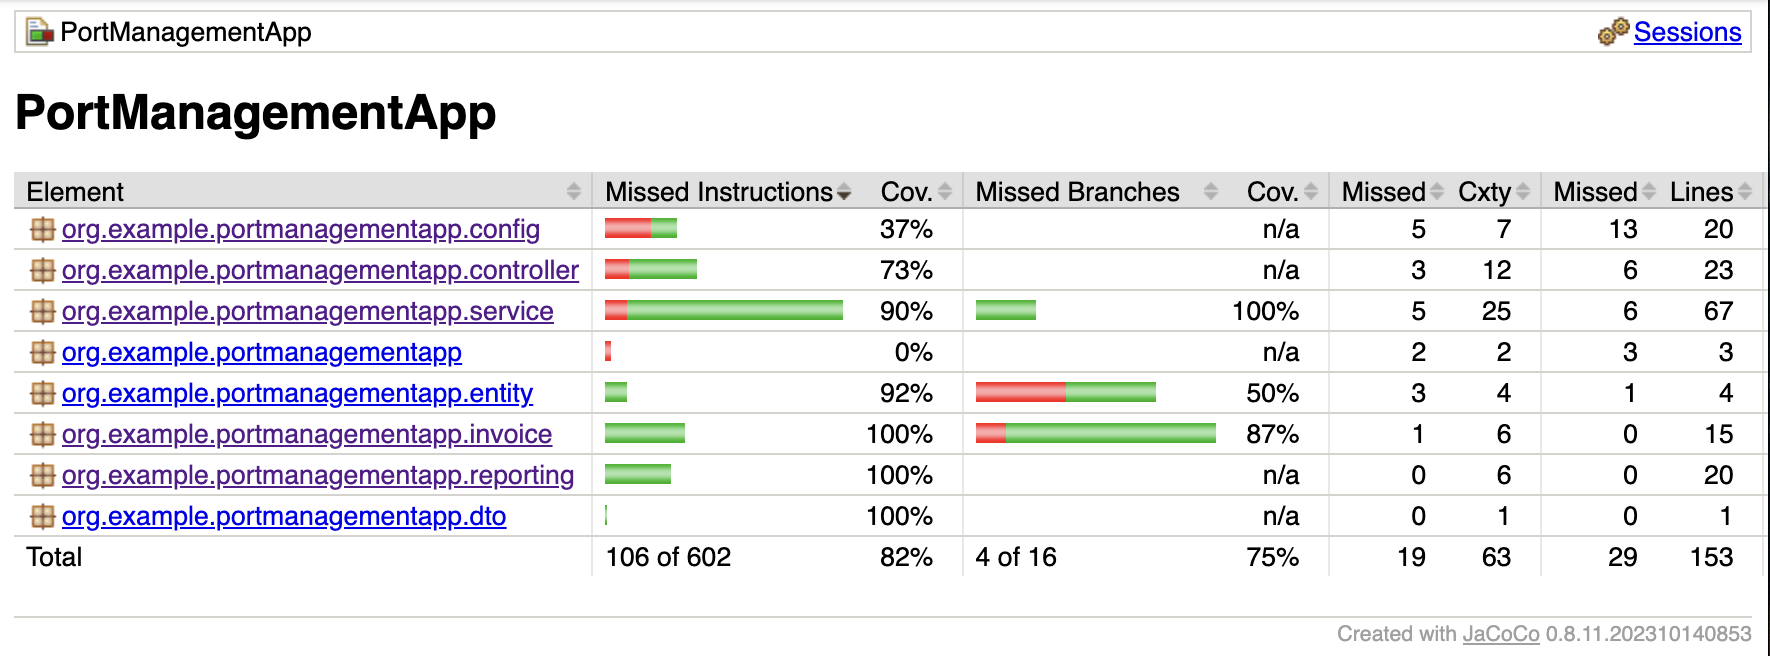 PortManagementApp Sessions
PortManagementApp
Element Missed Instructions Cov. Missed Branches Cov. Missed Cxty Missed Lines
org.example.portmanagementapp.config 37% n/a 5 7 13 20
org.example.portmanagementapp.controller 73% n/a 3 12 6 23
org.example.portmanagementapp.service 90% 100% 5 25 6 67
org.example.portmanagementapp 0% n/a 2 2 3 3
org.example.portmanagementapp.entity 92% 50% 3 4 1 4
org.example.portmanagementapp.invoice 100% 87% 1 6 0 15
org.example.portmanagementapp.reporting 100% n/a 0 6 0 20
org.example.portmanagementapp.dto 100% n/a 0 1 0 1
Total 106 of 602 82% 4 of 16 75% 19 63 29 153
Created with JaCoCo 0.8.11.202310140853